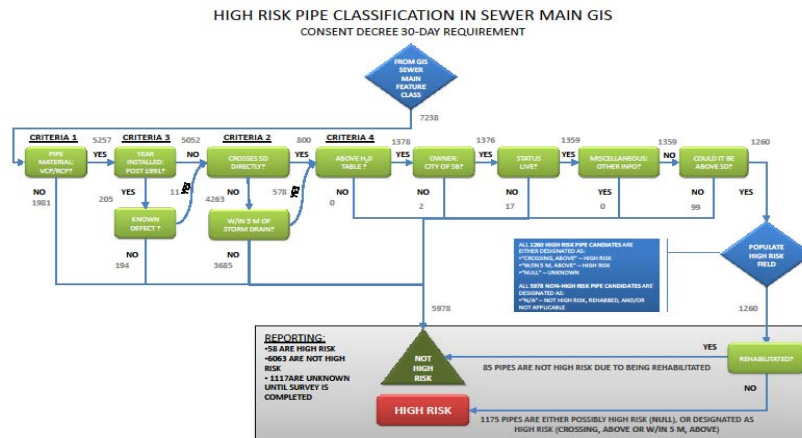 HIGH RISK PIPE CLASSIFICATION IN SEWER MAIN GIS
CONSENT DECREE 30-DAY REQUIREMENT
FROM GIS
SEWER
MAIN
FEATURE
CLASS
7238
CRITERIA 1
CRITERIA 3
CRITERIA 2
CRITERIA 4
PIPE
MATERIAL:
VCP/RCP?
5257
YES
YEAR
INSTALLED:
POST 1991?
5052
NO
CROSSES SD
DIRECTLY?
800
YES
ABOVE H₂0
TABLE ?
1378
YES
OWNER:
CITY OF SB?
1376
YES
STATUS
LIVE?
1359
YES
MISCELLANEOUS:
OTHER INFO?
1359
NO
COULD IT BE
ABOVE SD?
1260
YES
NO
1981
YES
205
11
YES
NO
4263
578
YES
NO
0
NO
2
NO
17
YES
0
NO
99
KNOWN
DEFECT ?
W/IN 5 M OF
STORM DRAIN?
NO
194
NO
3685
ALL 1260 HIGH RISK PIPE CANDIATES ARE
EITHER DESIGNATED AS:
•"CROSSING, ABOVE" – HIGH RISK
•"W/IN 5 M, ABOVE" – HIGH RISK
•"NULL" – UNKNOWN
ALL 5978 NON-HIGH RISK PIPE CANDIDATES ARE
DESIGNATED AS:
•"N/A" – NOT HIGH RISK, REHABBED, AND/OR
NOT APPLICABLE
POPULATE
HIGH RISK
FIELD
5978
1260
REPORTING:
•58 ARE HIGH RISK
•6063 ARE NOT HIGH
RISK
• 1117ARE UNKNOWN
UNTIL SURVEY IS
COMPLETED
NOT
HIGH
RISK
YES
REHABILITATED?
85 PIPES ARE NOT HIGH RISK DUE TO BEING REHABILITATED
NO
HIGH RISK
1175 PIPES ARE EITHER POSSIBLY HIGH RISK (NULL), OR DESIGNATED AS
HIGH RISK (CROSSING, ABOVE OR W/IN 5 M, ABOVE)